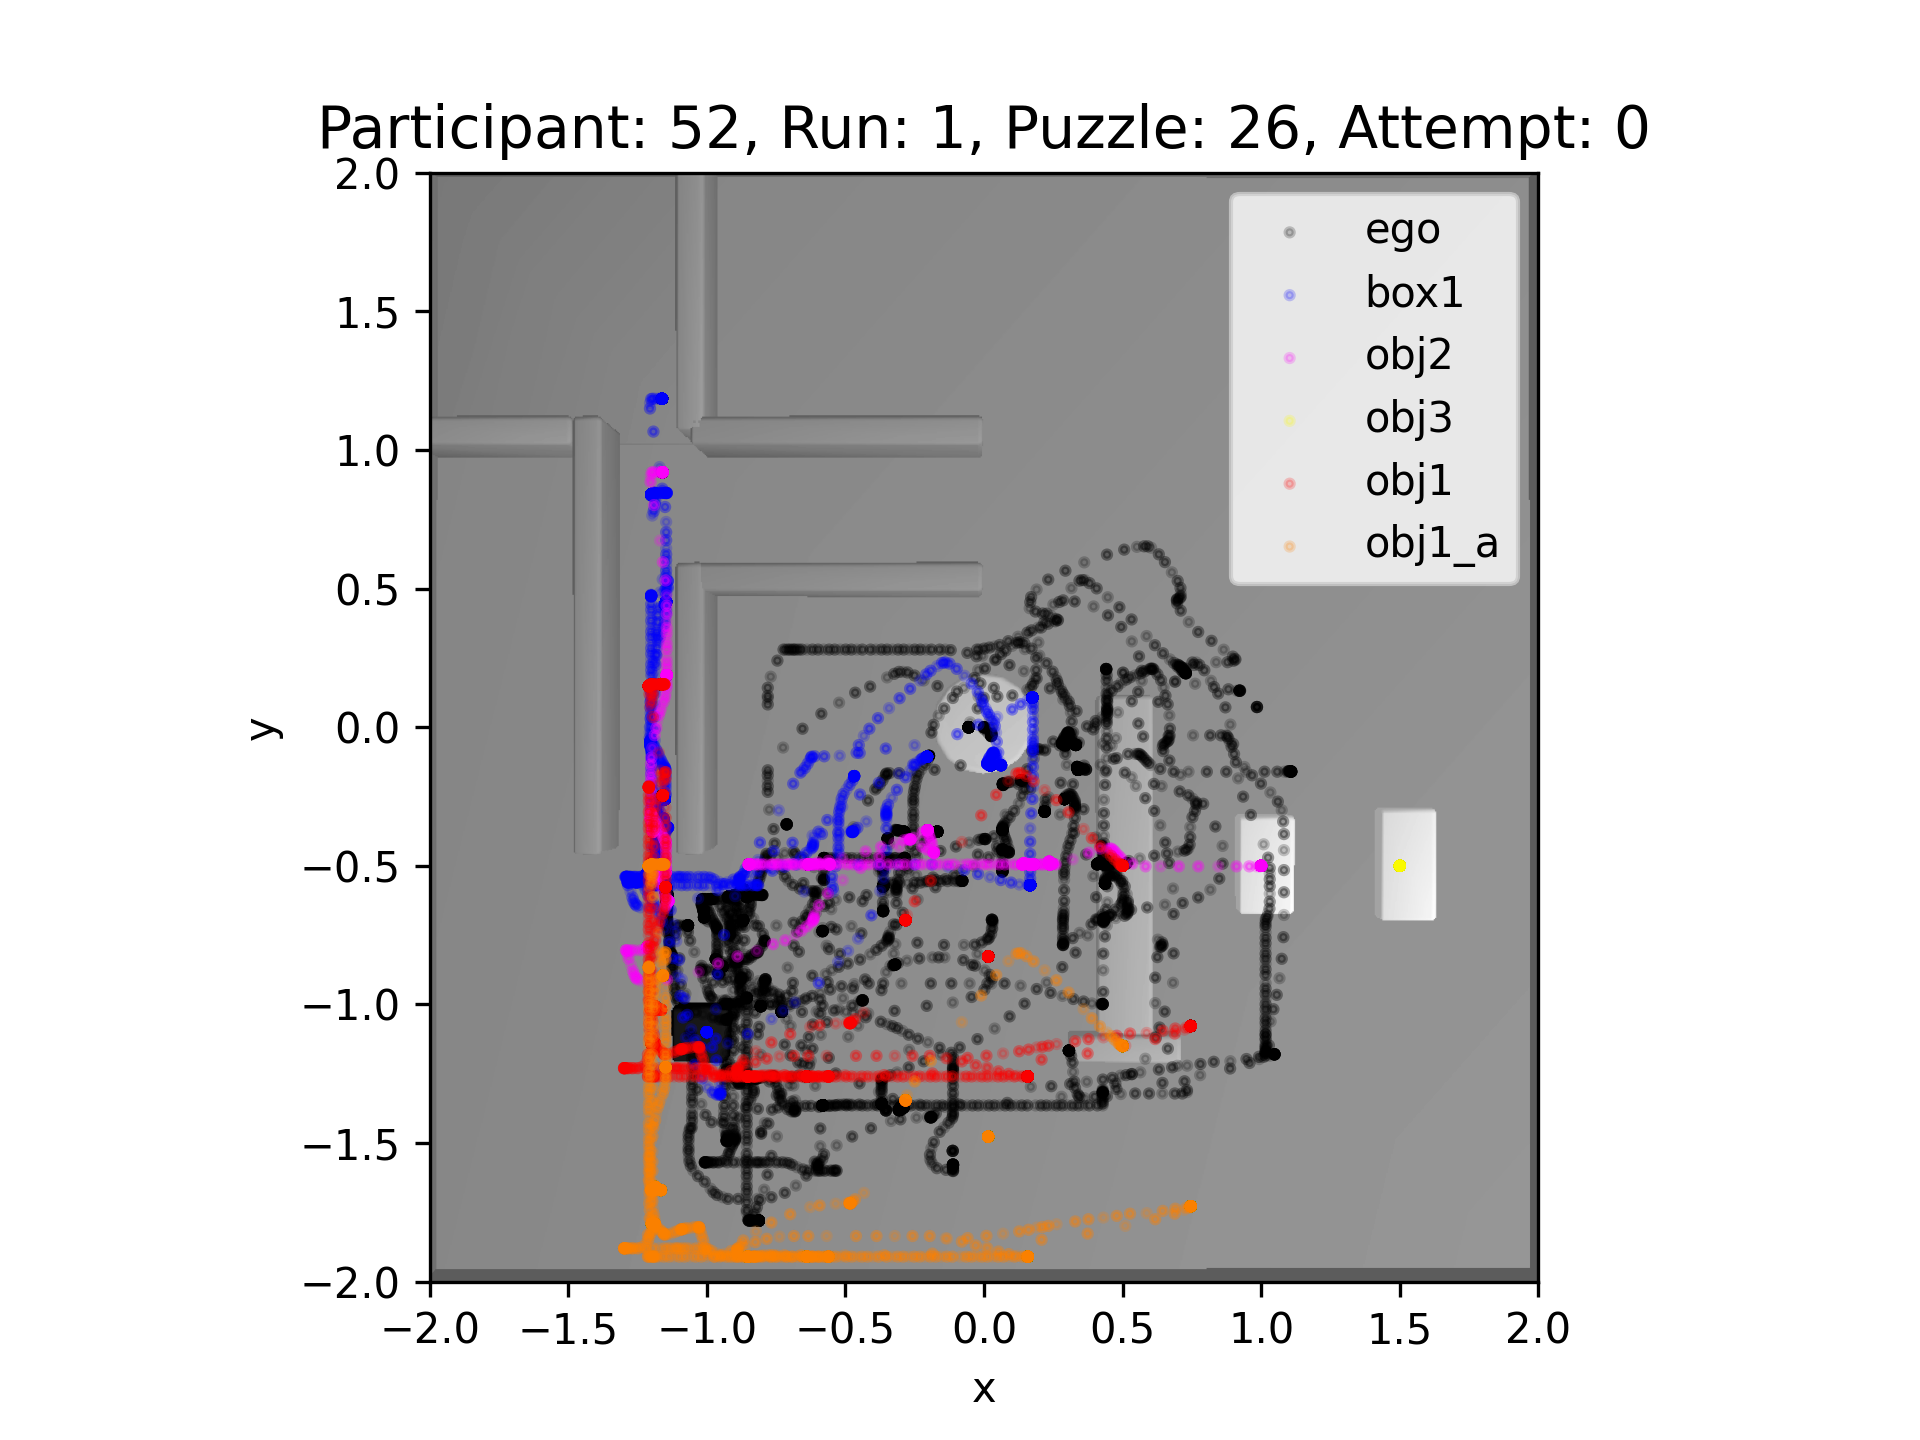 Participant: 52, Run: 1, Puzzle: 26, Attempt: 0
2.0
1.5
1.0
0.5
0.0
−0.5
−1.0
−1.5
−2.0
y
ego
box1
obj2
obj3
obj1
obj1_a
−2.0 −1.5 −1.0 −0.5 0.0 0.5 1.0 1.5 2.0
x